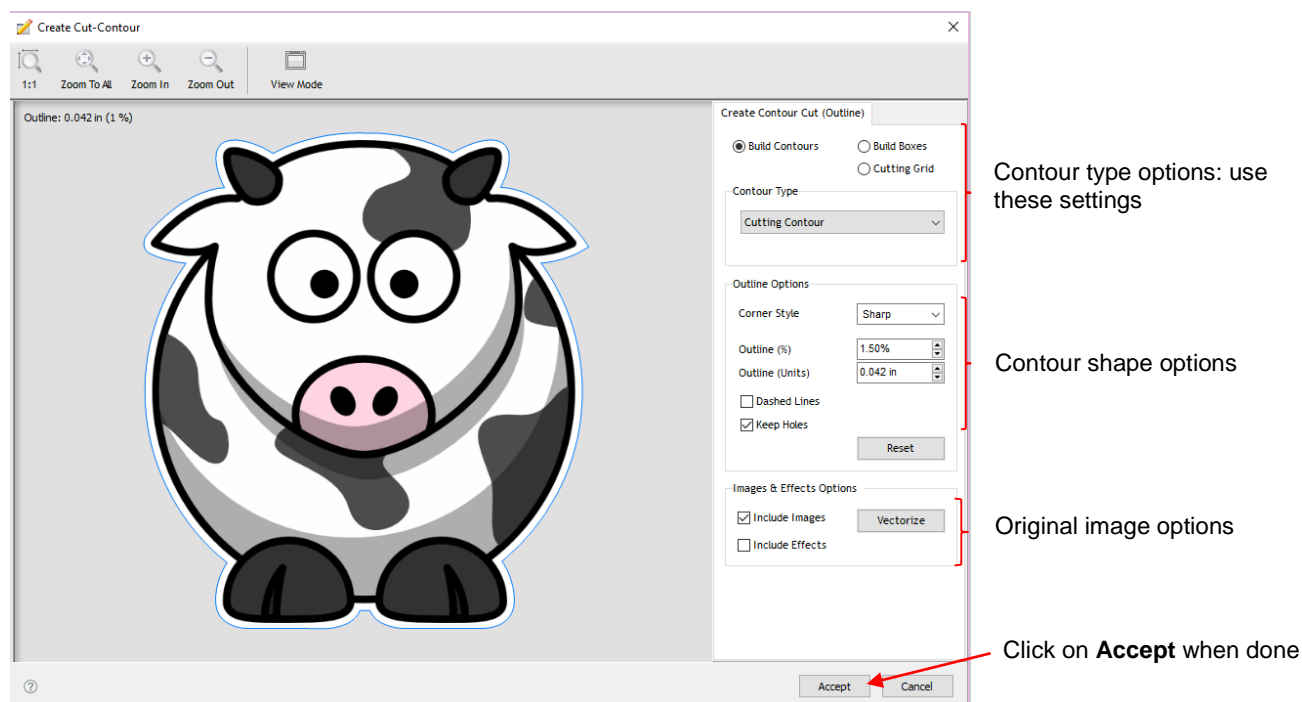 Create Cut-Contour
1:1 Zoom To All Zoom In Zoom Out View Mode
Outline: 0.042 in (1 %)
Create Contour Cut (Outline)
Build Contours Build Boxes
Cutting Grid
Contour Type
Cutting Contour
Contour type options: use
these settings
Outline Options
Corner Style Sharp
Outline (%) 1.50%
Outline (Units) 0.042 in
Dashed Lines
Keep Holes
Reset
Contour shape options
Images & Effects Options
Include Images Vectorize
Include Effects
Original image options
Click on Accept when done
? Accept Cancel